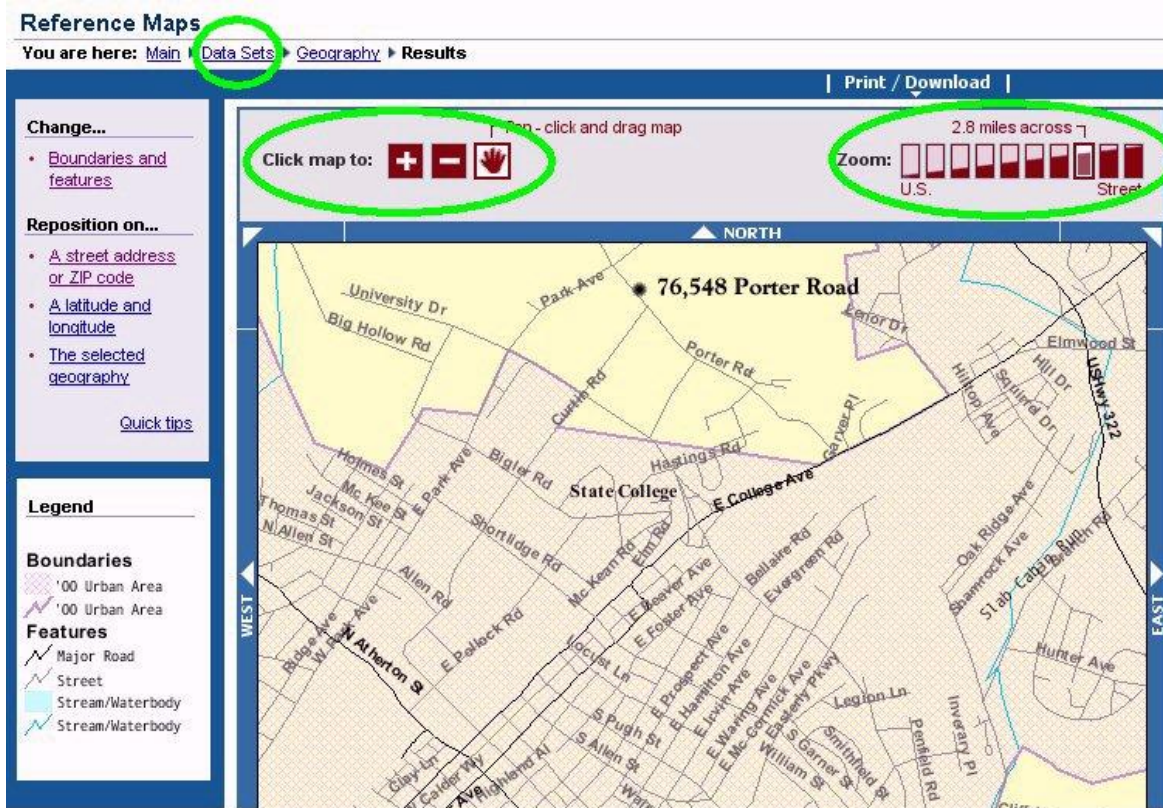 Reference Maps
You are here: Main Data Sets Geography Results
Print / Download
Change...
Boundaries and
features
Reposition on...
A street address
or ZIP code
A latitude and
longitude
The selected
geography
Quick tips
Legend
Boundaries
'00 Urban Area
'00 Urban Area
Features
Major Road
Street
Stream/Waterbody
Stream/Waterbody
Click map to:
Pan - click and drag map
2.8 miles across
Zoom:
U.S.
Street
NORTH
WEST
EAST
76,548 Porter Road
University Dr
Park Ave
Big Hollow Rd
Lenor Dr
Elmwood St
Porter Rd
Hill Dr
USHwy 322
Squirrel Dr
Hilltop Ave
Curtin Rd
Garver Pl
Hastings Rd
Bigler Rd
E Park Ave
Holmes St
Mc Kee St
Jackson St
Thomas St
N Allen St
State College
E College Ave
Shortlidge Rd
Mc Kean Rd
Elm Rd
Bellaire Rd
Evergreen Rd
Oak Ridge Ave
Shamrock Ave
Slab Caban Run
E Branch Rd
Allen Rd
E Beaver Ave
E Foster Ave
Ridge Ave
W Park Ave
N Atherton St
E Pollock Rd
Locust Ln
E Prospect Ave
E Hamilton Ave
E Irvin Ave
E Waring Ave
E Mc-Cormick Ave
Easterly Pkwy
Hunter Ave
Legion Ln
Inverary Pl
S Pugh St
S Allen St
S Garner St
William St
Smithfield St
Penfield Rd
Clay Ln
W Calder Wy
Highland Al